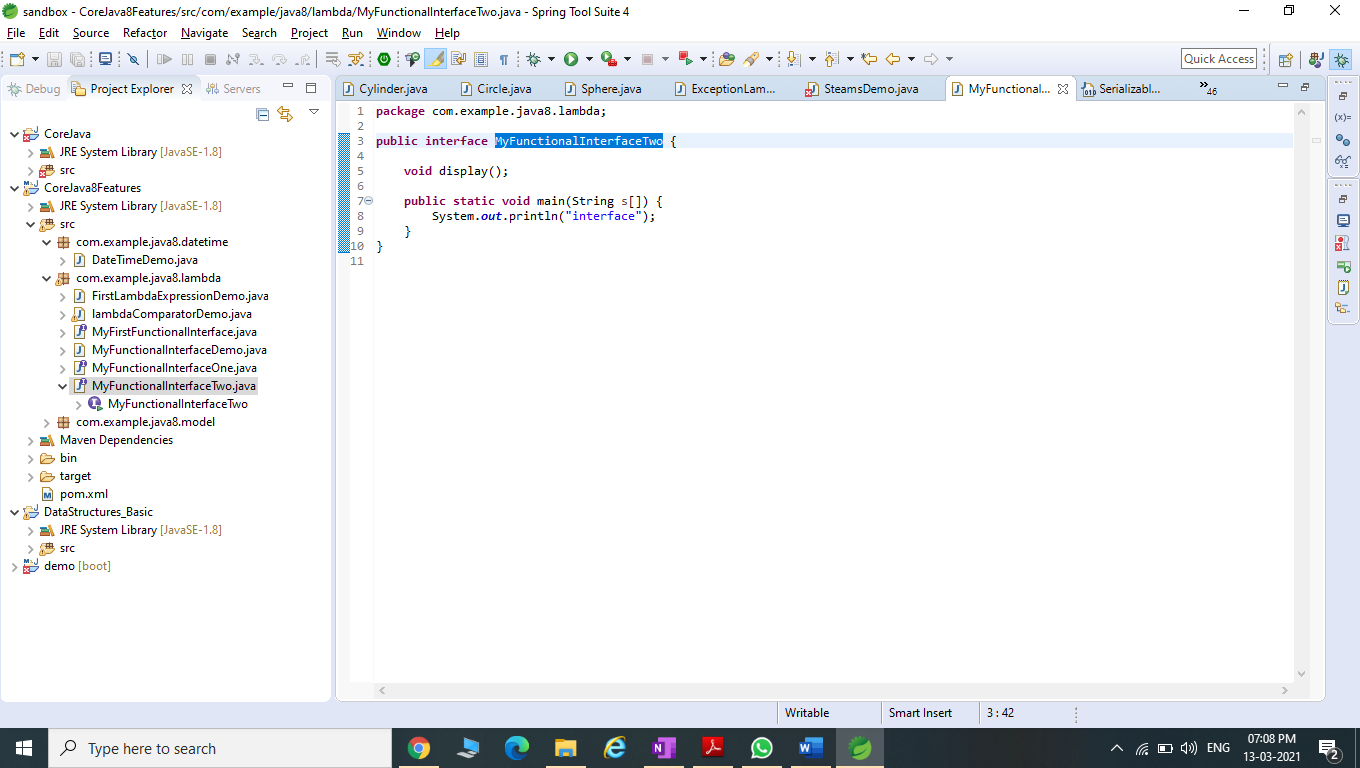 sandbox - CoreJava8Features/src/com/example/java8/lambda/MyFunctionalInterfaceTwo.java - Spring Tool Suite 4
File Edit Source Refactor Navigate Search Project Run Window Help
Quick Access
Debug Project Explorer Servers
Cylinder.java Circle.java Sphere.java ExceptionLam... SteamsDemo.java MyFunctional... Serializabl... »46
CoreJava
JRE System Library [JavaSE-1.8]
src
CoreJava8Features
JRE System Library [JavaSE-1.8]
src
com.example.java8.datetime
DateTimeDemo.java
com.example.java8.lambda
FirstLambdaExpressionDemo.java
lambdaComparatorDemo.java
MyFirstFunctionalInterface.java
MyFunctionalInterfaceDemo.java
MyFunctionalInterfaceOne.java
MyFunctionalInterfaceTwo.java
MyFunctionalInterfaceTwo
com.example.java8.model
Maven Dependencies
bin
target
pom.xml
DataStructures_Basic
JRE System Library [JavaSE-1.8]
src
demo [boot]
1 package com.example.java8.lambda;
2
3 public interface MyFunctionalInterfaceTwo {
4
5 void display();
6
7 public static void main(String s[]) {
8 System.out.println("interface");
9 }
10 }
11
Writable Smart Insert 3 : 42
Type here to search
ENG 07:08 PM
13-03-2021
2